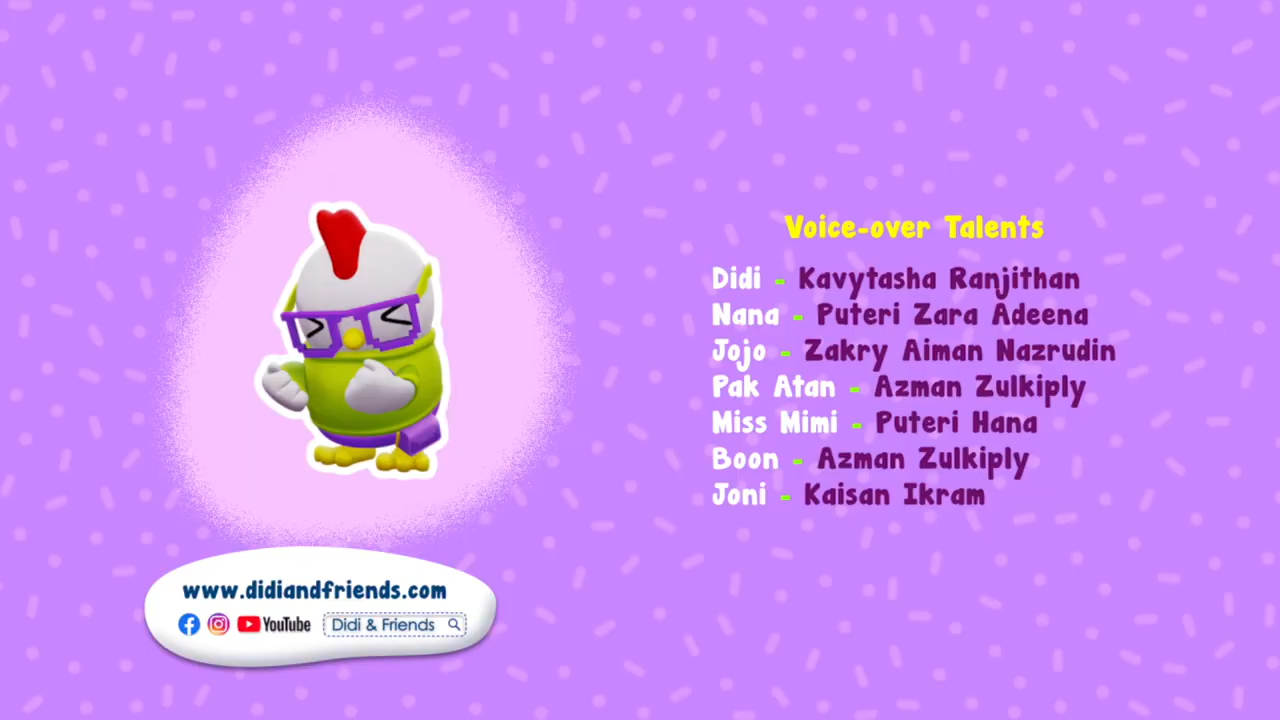 Voice-over Talents
Didi - Kavytasha Ranjithan
Nana - Puteri Zara Adeena
Jojo - Zakry Aiman Nazrudin
Pak Atan - Azman Zulkiply
Miss Mimi - Puteri Hana
Boon - Azman Zulkiply
Joni - Kaisan Ikram
www.didiandfriends.com
YouTube Didi & Friends